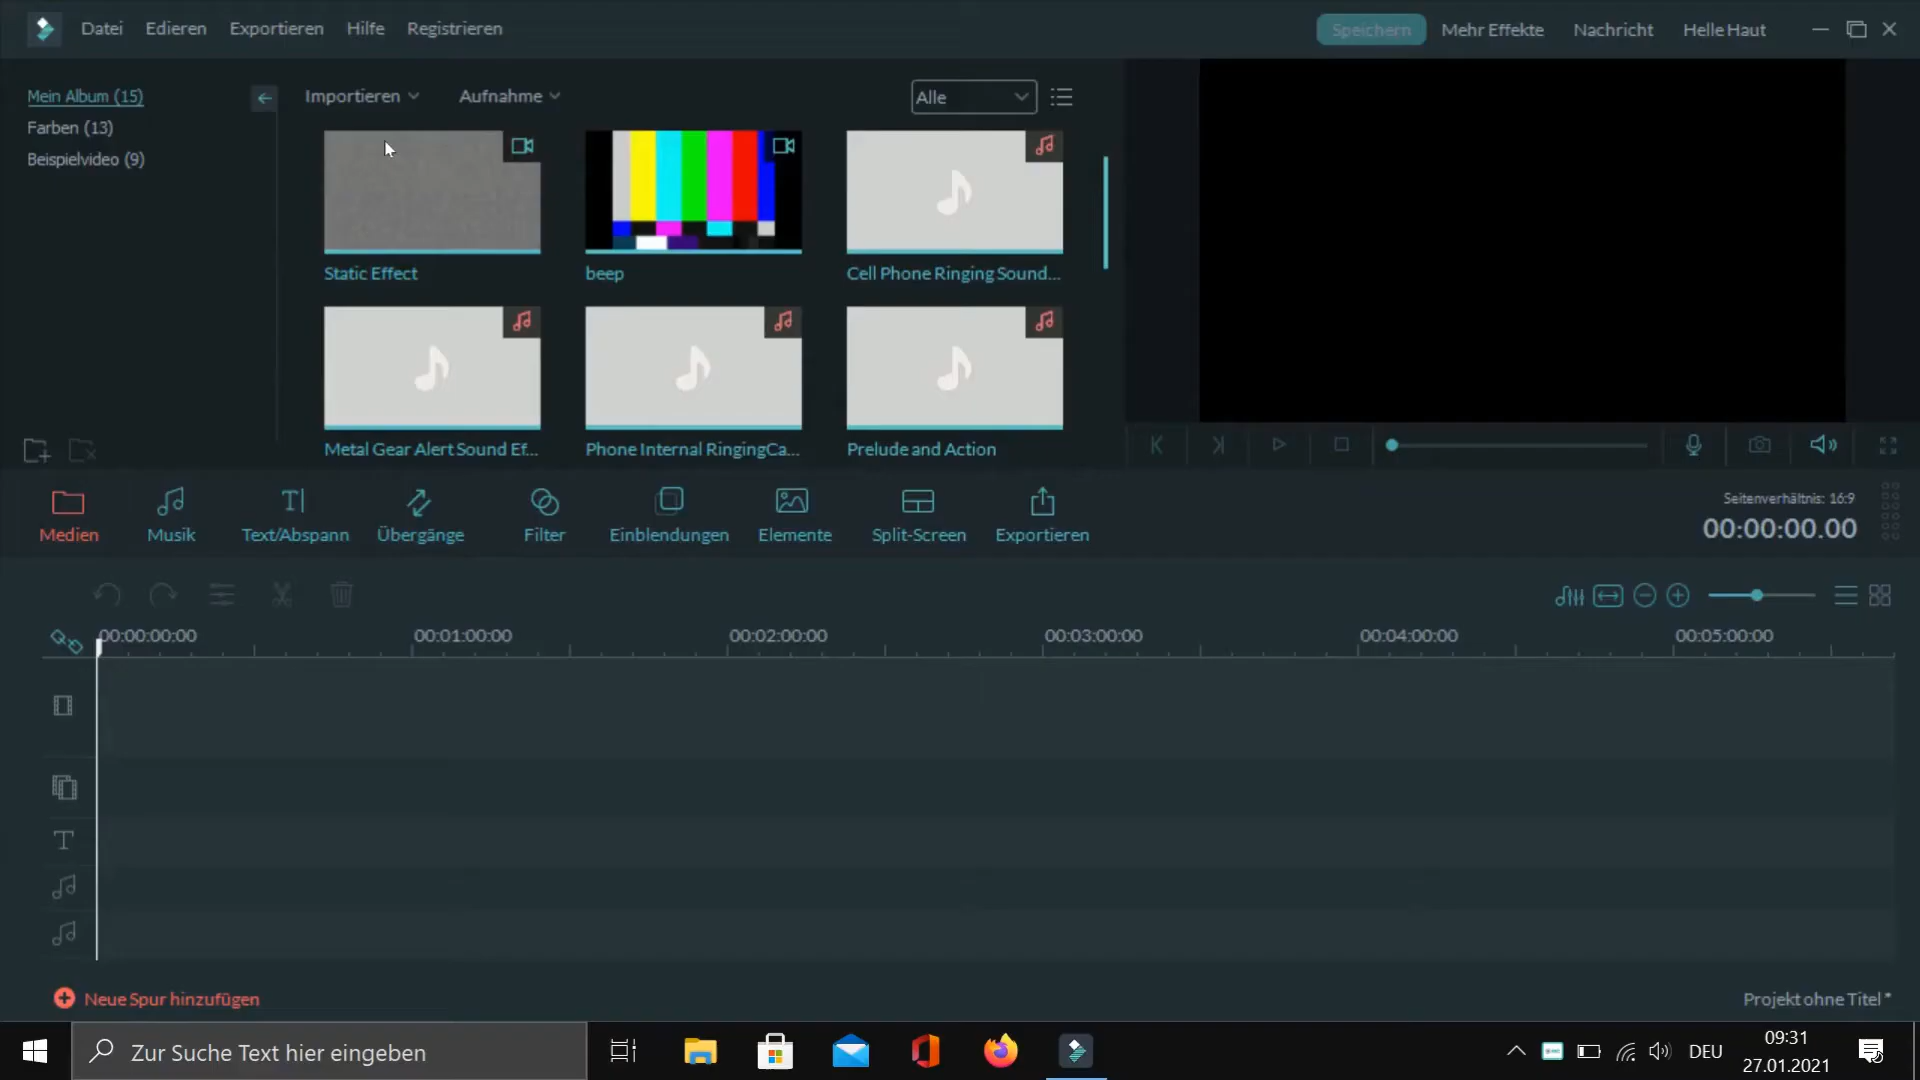 Datei Edieren Exportieren Hilfe Registrieren
Speichern Mehr Effekte Nachricht Helle Haut
Mein Album (15)
Farben (13)
Beispielvideo (9)
Importieren Aufnahme Alle
Static Effect
beep
Cell Phone Ringing Sound...
Metal Gear Alert Sound Ef...
Phone Internal RingingCa...
Prelude and Action
Medien Musik Text/Abspann Übergänge Filter Einblendungen Elemente Split-Screen Exportieren
Seitenverhältnis: 16:9
00:00:00.00
00:00:00:00 00:01:00:00 00:02:00:00 00:03:00:00 00:04:00:00 00:05:00:00
Neue Spur hinzufügen
Projekt ohne Titel*
Zur Suche Text hier eingeben
DEU
09:31
27.01.2021